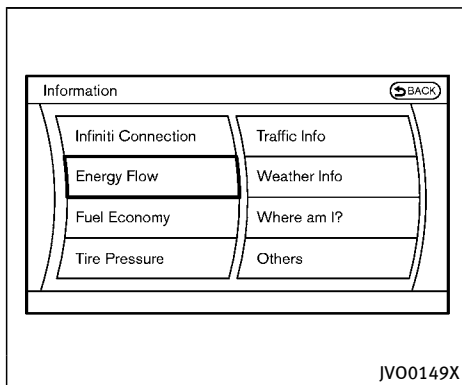 Information
BACK
Infiniti Connection
Energy Flow
Fuel Economy
Tire Pressure
Traffic Info
Weather Info
Where am I?
Others
JVO0149X